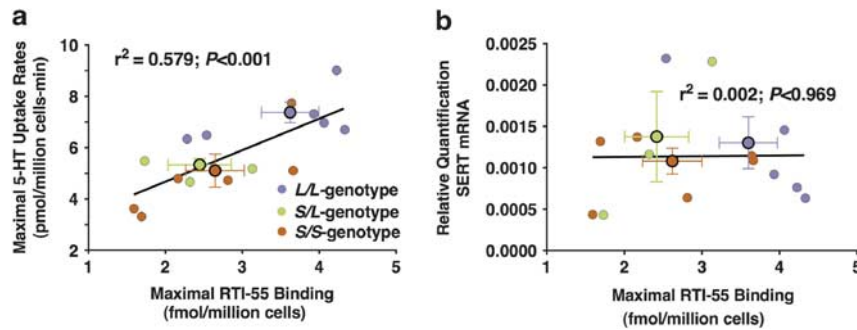 a
r² = 0.579; P<0.001
Maximal 5-HT Uptake Rates
(pmol/million cells-min)
10
8
6
4
2
L/L-genotype
S/L-genotype
S/S-genotype
1 2 3 4 5
Maximal RTI-55 Binding
(fmol/million cells)
b
r² = 0.002; P<0.969
Relative Quantification
SERT mRNA
0.0025
0.0020
0.0015
0.0010
0.0005
0.0000
1 2 3 4 5
Maximal RTI-55 Binding
(fmol/million cells)